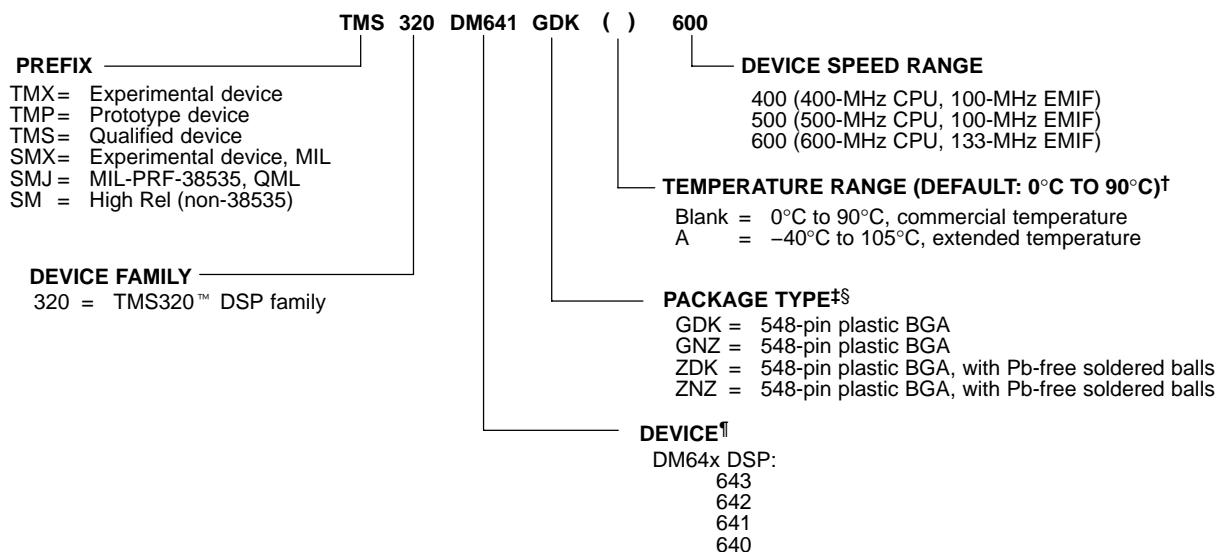 TMS 320 DM641 GDK ( ) 600
PREFIX
TMX= Experimental device
TMP= Prototype device
TMS= Qualified device
SMX= Experimental device, MIL
SMJ = MIL-PRF-38535, QML
SM = High Rel (non-38535)
DEVICE SPEED RANGE
400 (400-MHz CPU, 100-MHz EMIF)
500 (500-MHz CPU, 100-MHz EMIF)
600 (600-MHz CPU, 133-MHz EMIF)
TEMPERATURE RANGE (DEFAULT: 0°C TO 90°C)†
Blank = 0°C to 90°C, commercial temperature
A = −40°C to 105°C, extended temperature
DEVICE FAMILY
320 = TMS320™ DSP family
PACKAGE TYPE‡§
GDK = 548-pin plastic BGA
GNZ = 548-pin plastic BGA
ZDK = 548-pin plastic BGA, with Pb-free soldered balls
ZNZ = 548-pin plastic BGA, with Pb-free soldered balls
DEVICE¶
DM64x DSP:
643
642
641
640